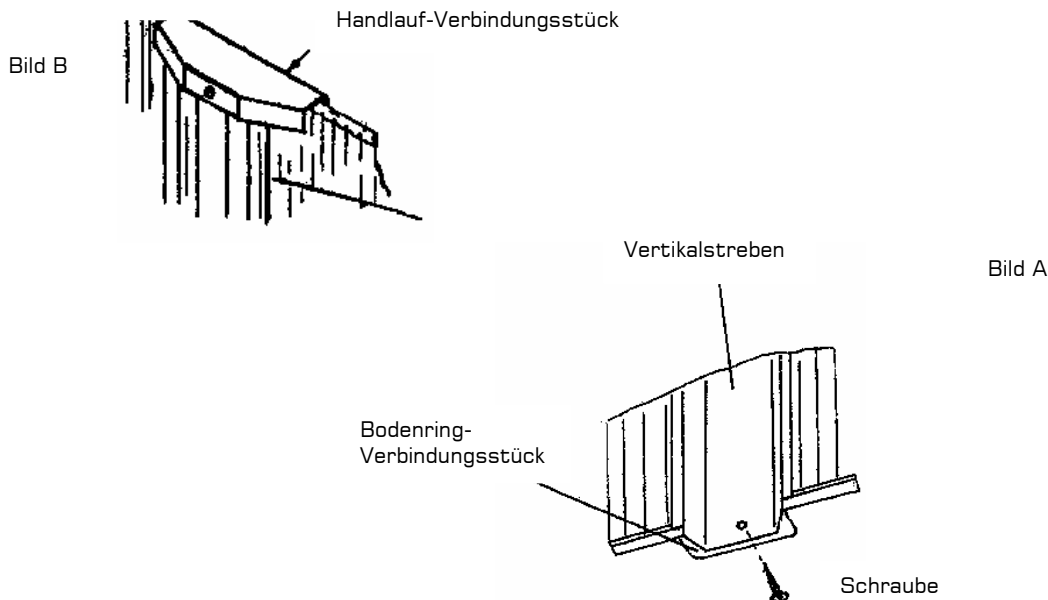 Handlauf-Verbindungsstück
Bild B
Vertikalstreben
Bild A
Bodenring-
Verbindungsstück
Schraube